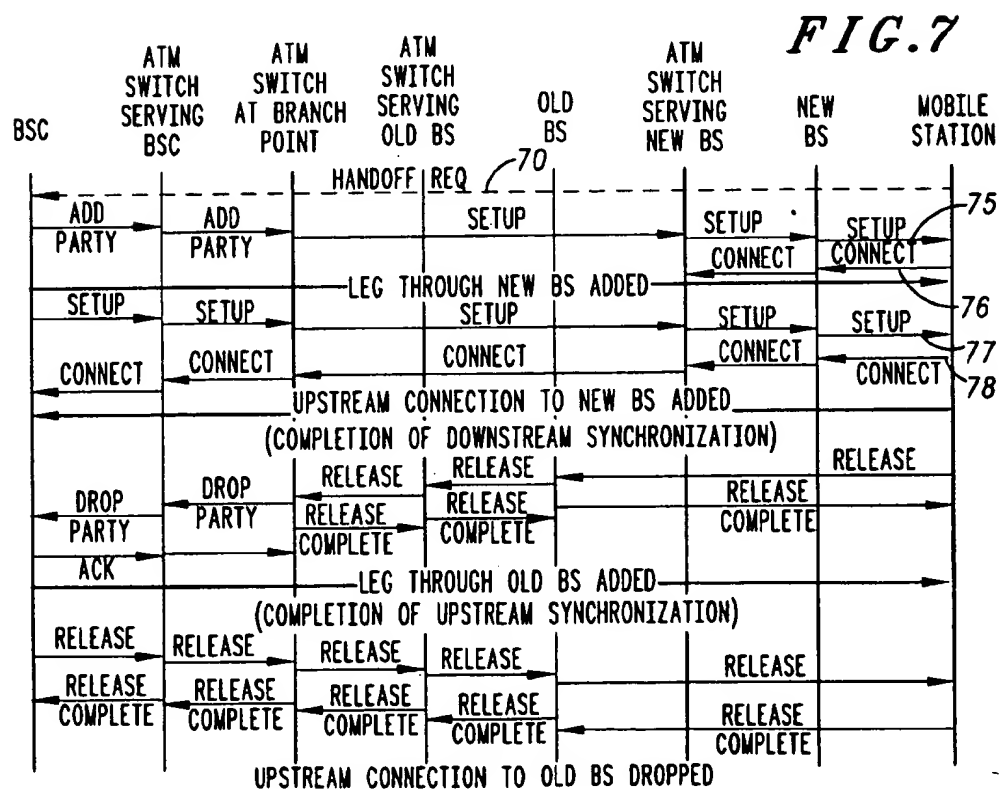 FIG.7
BSC
ATM
SWITCH
SERVING
BSC
ATM
SWITCH
AT BRANCH
POINT
ATM
SWITCH
SERVING
OLD BS
OLD
BS
ATM
SWITCH
SERVING
NEW BS
NEW
BS
MOBILE
STATION
HANDOFF REQ
70
ADD
PARTY
ADD
PARTY
SETUP
SETUP
SETUP
75
CONNECT
CONNECT
76
LEG THROUGH NEW BS ADDED
SETUP
SETUP
SETUP
SETUP
SETUP
77
CONNECT
CONNECT
CONNECT
CONNECT
CONNECT
78
UPSTREAM CONNECTION TO NEW BS ADDED
(COMPLETION OF DOWNSTREAM SYNCHRONIZATION)
RELEASE
RELEASE
RELEASE
DROP
PARTY
DROP
PARTY
RELEASE
COMPLETE
RELEASE
COMPLETE
RELEASE
COMPLETE
ACK
LEG THROUGH OLD BS ADDED
(COMPLETION OF UPSTREAM SYNCHRONIZATION)
RELEASE
RELEASE
RELEASE
RELEASE
RELEASE
RELEASE
COMPLETE
RELEASE
COMPLETE
RELEASE
COMPLETE
RELEASE
COMPLETE
RELEASE
COMPLETE
UPSTREAM CONNECTION TO OLD BS DROPPED